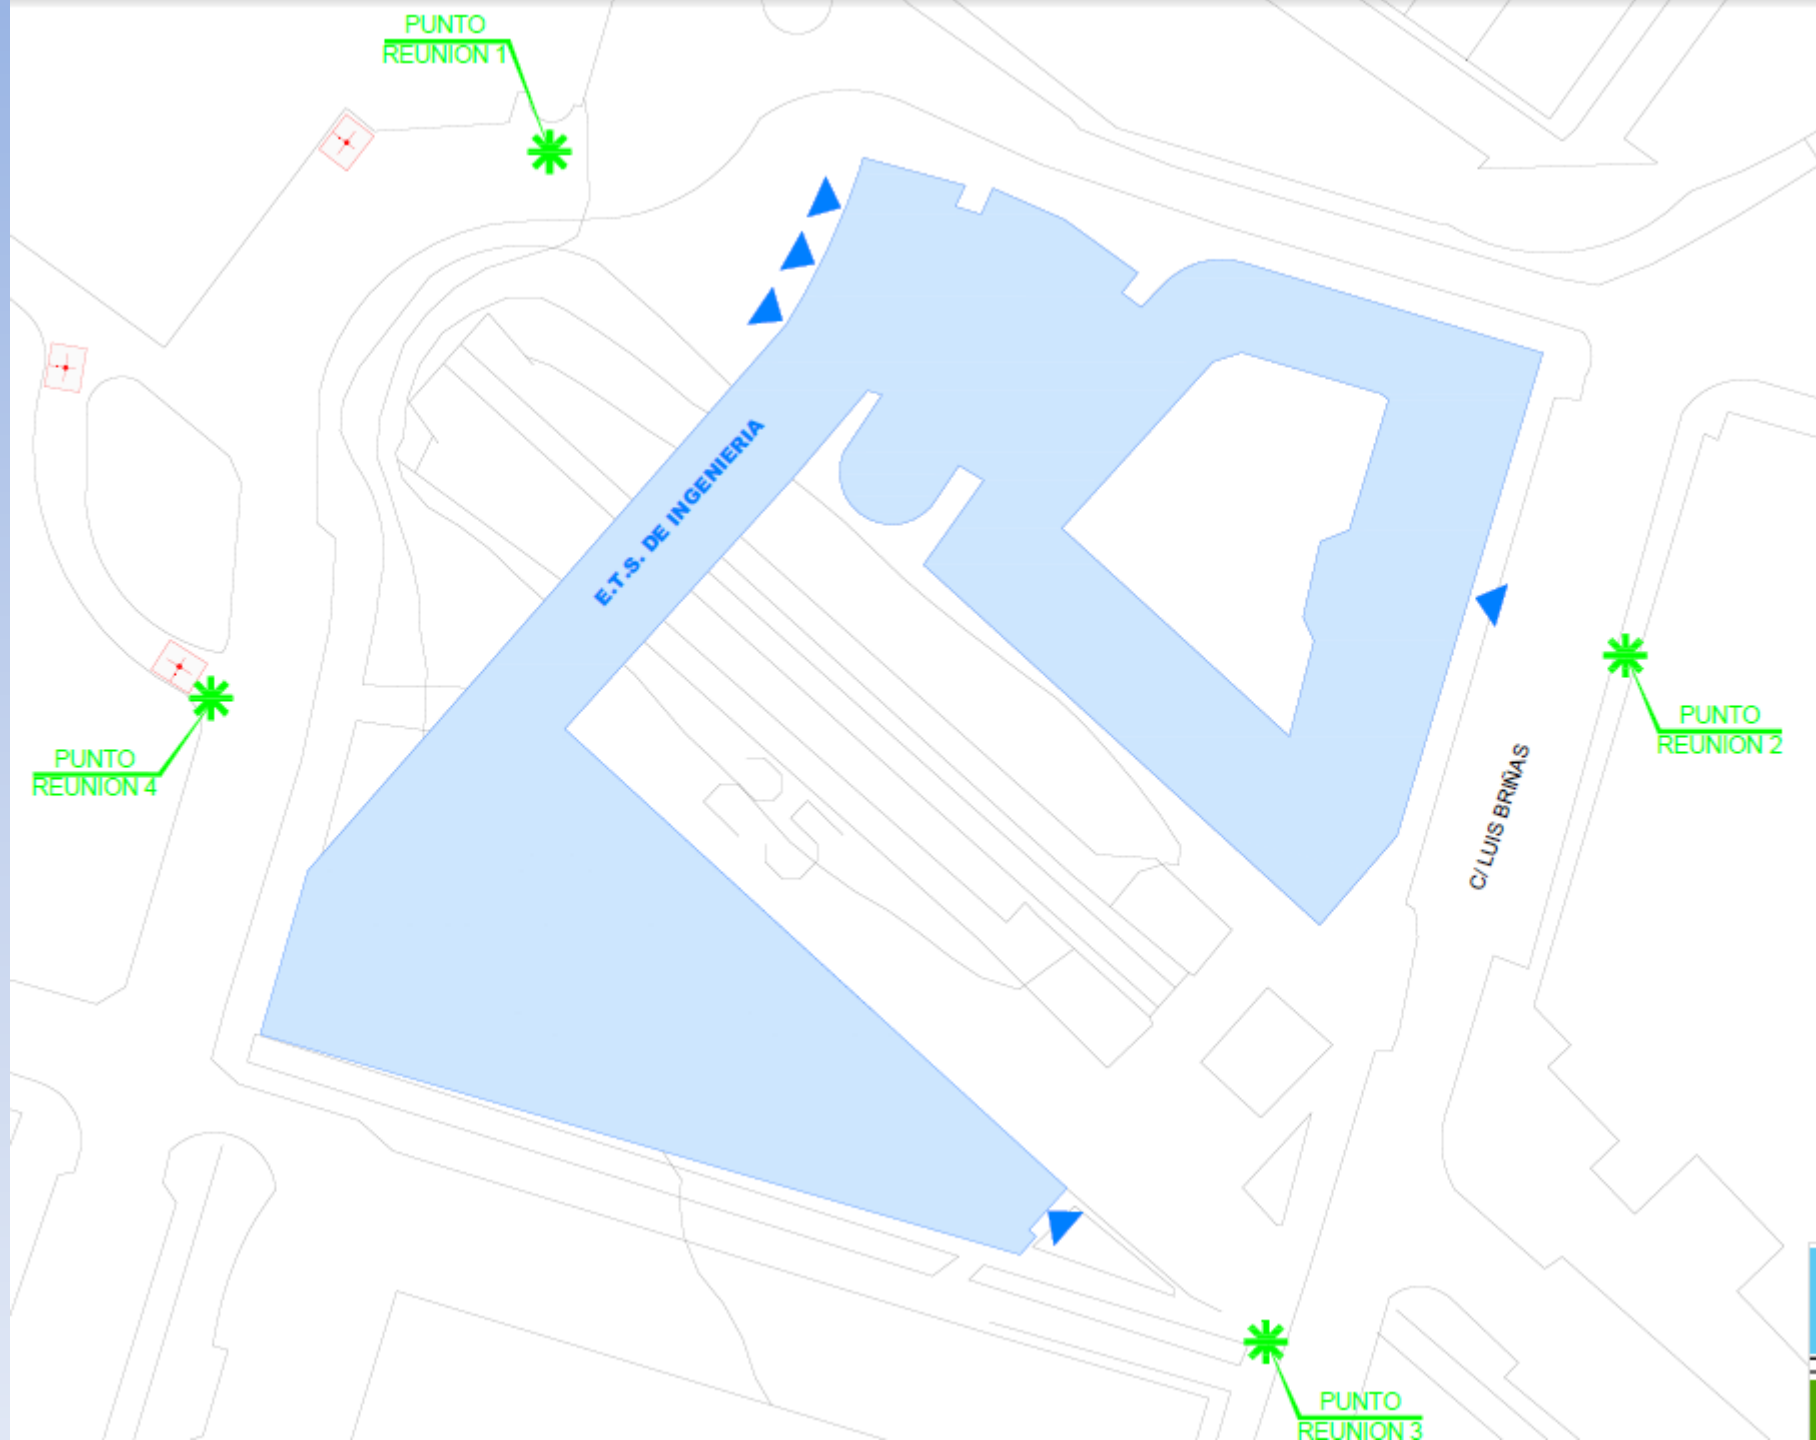 PUNTO
REUNION 1
E.T.S. DE INGENIERIA
PUNTO
REUNION 2
PUNTO
REUNION 4
C/ LUIS BRIÑAS
PUNTO
REUNION 3